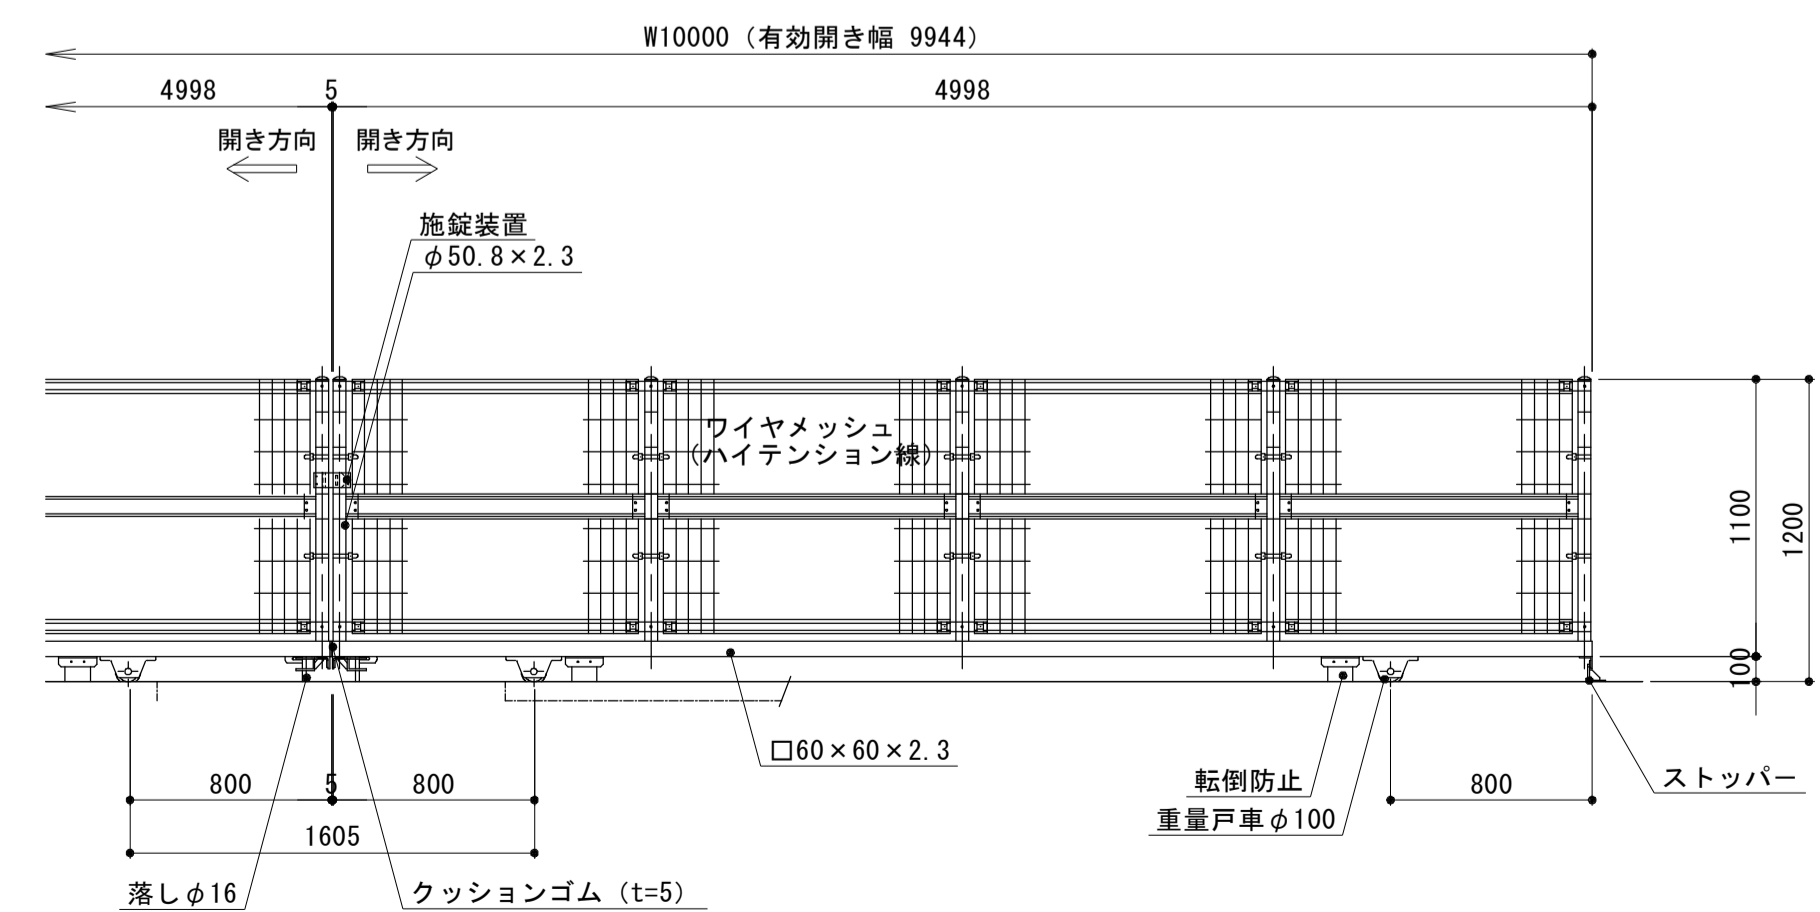 W10000 (有効開き幅 9944)
4998
5
4998
開き方向
開き方向
施錠装置
φ50.8×2.3
ワイヤメッシュ
(ハイテンション線)
1100
1200
100
□60×60×2.3
800
5
800
転倒防止
800
ストッパー
重量戸車φ100
1605
落しφ16
クッションゴム (t=5)